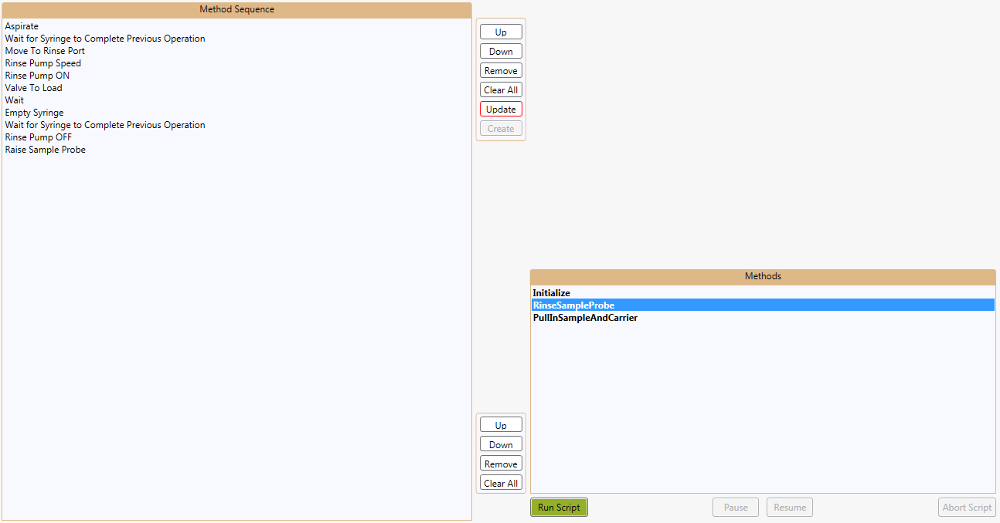 Method Sequence
Aspirate
Wait for Syringe to Complete Previous Operation
Move To Rinse Port
Rinse Pump Speed
Rinse Pump ON
Valve To Load
Wait
Empty Syringe
Wait for Syringe to Complete Previous Operation
Rinse Pump OFF
Raise Sample Probe
Up
Down
Remove
Clear All
Update
Create
Methods
Initialize
RinseSampleProbe
PullInSampleAndCarrier
Up
Down
Remove
Clear All
Run Script
Pause
Resume
Abort Script